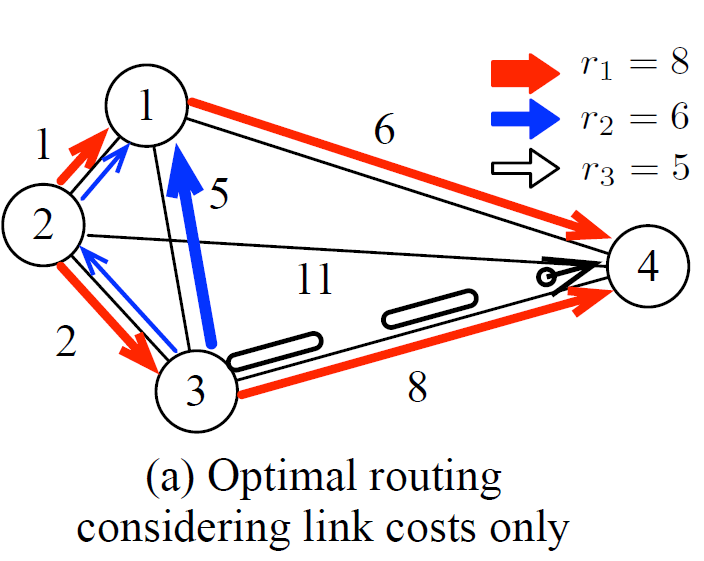 r₁ = 8
r₂ = 6
r₃ = 5
1
6
1
5
2
4
11
2
3
8
(a) Optimal routing
considering link costs only